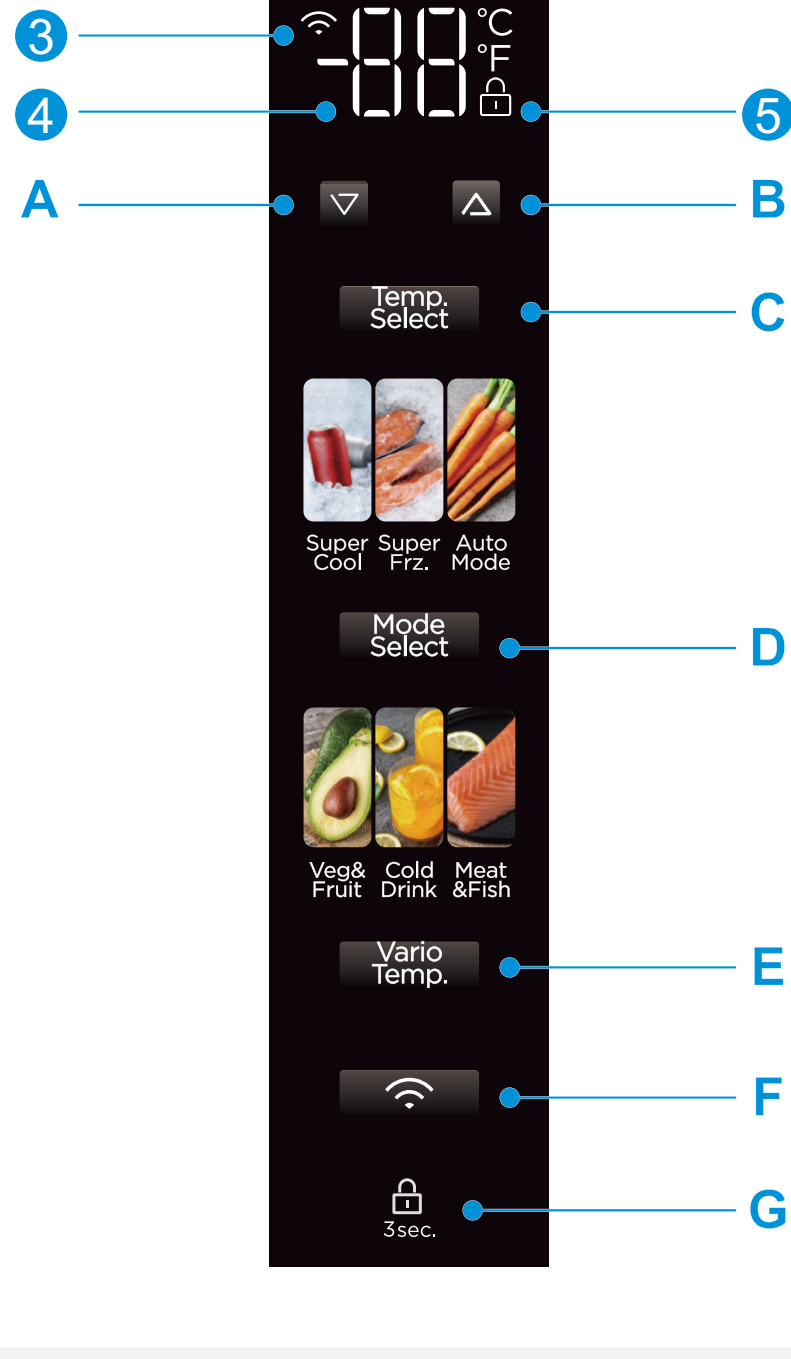 3
-88
°C
°F
4
5
A
B
Temp.
Select
C
Super Cool
Super Frz.
Auto Mode
Mode
Select
D
Veg& Fruit
Cold Drink
Meat &Fish
Vario
Temp.
E
F
3sec.
G